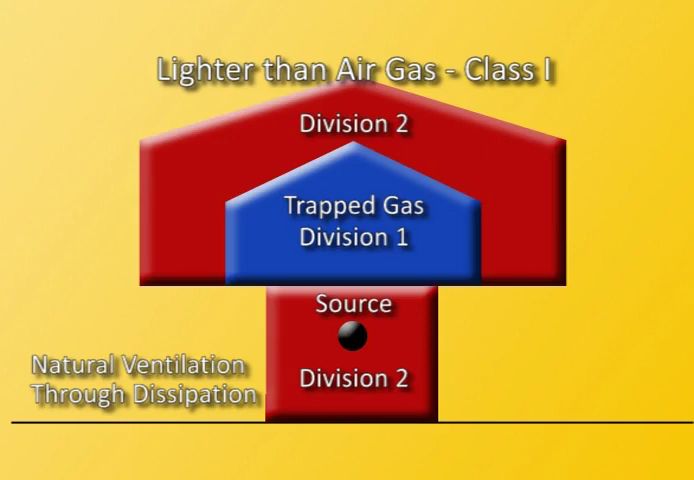 Lighter than Air Gas - Class I
Division 2
Trapped Gas
Division 1
Source
Division 2
Natural Ventilation
Through Dissipation